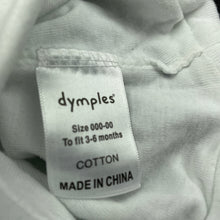 dymples®
Size 000-00
To fit 3-6 months
COTTON
MADE IN CHINA